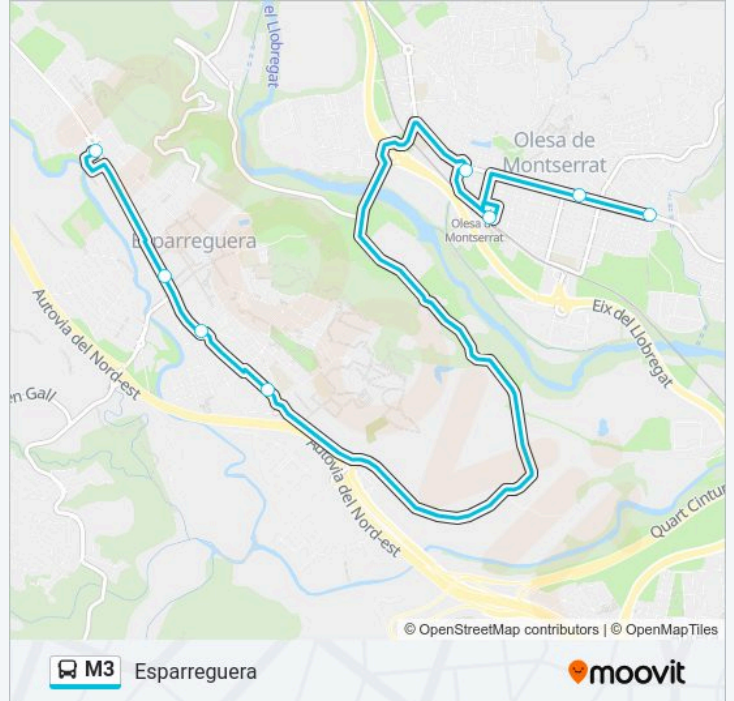 el Llobregat
Olesa de
Montserrat
Olesa de
Montserrat
Esparreguera
Autovia del Nord-est
Eix del Llobregat
en Gall
Autovia del Nord-est
Quart Cintur
© OpenStreetMap contributors | © OpenMapTiles
M3 Esparreguera
moovit